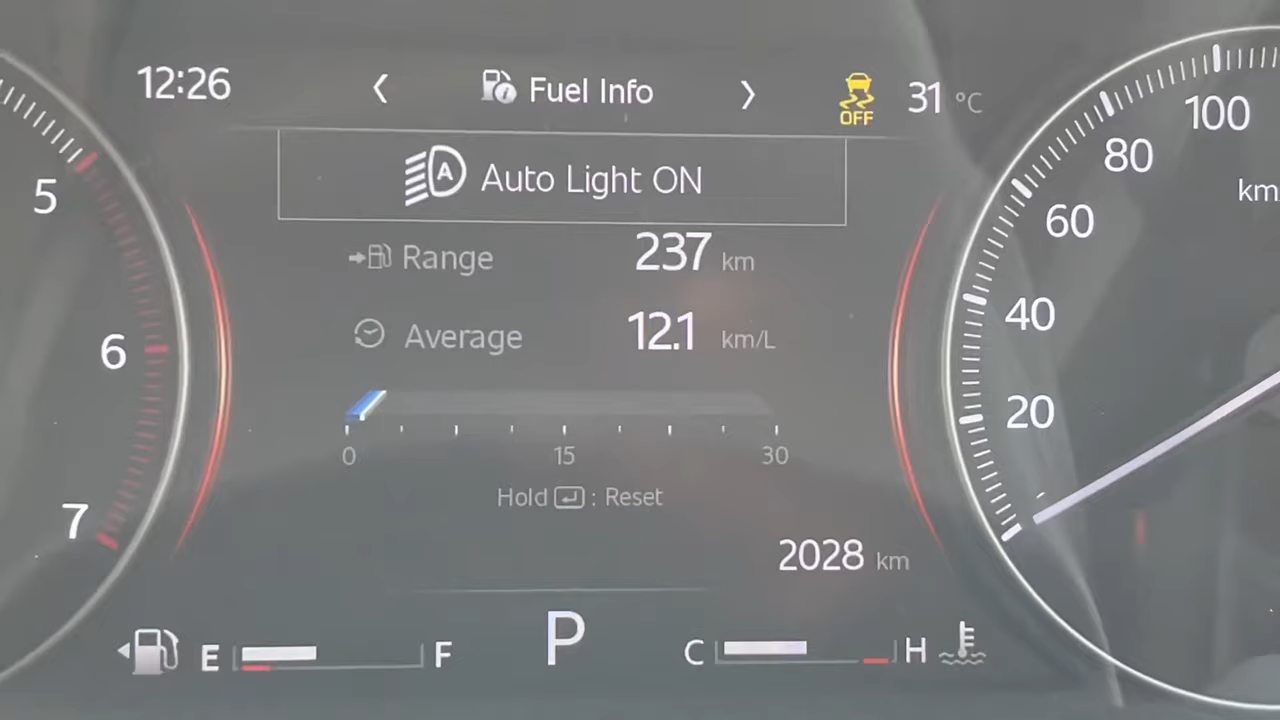 12:26
< Fuel Info >
OFF
31 °C
A Auto Light ON
Range 237 km
Average 12.1 km/L
0 15 30
Hold : Reset
2028 km
E F
P
C H
5
6
7
100
80
60
40
20
km